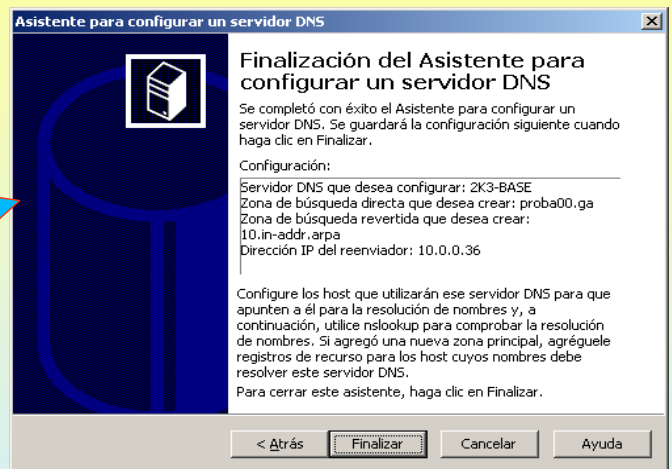 Asistente para configurar un servidor DNS
Finalización del Asistente para
configurar un servidor DNS
Se completó con éxito el Asistente para configurar un
servidor DNS. Se guardará la configuración siguiente cuando
haga clic en Finalizar.
Configuración:
Servidor DNS que desea configurar: 2K3-BASE
Zona de búsqueda directa que desea crear: proba00.ga
Zona de búsqueda revertida que desea crear:
10.in-addr.arpa
Dirección IP del reenviador: 10.0.0.36
Configure los host que utilizarán ese servidor DNS para que
apunten a él para la resolución de nombres y, a
continuación, utilice nslookup para comprobar la resolución
de nombres. Si agregó una nueva zona principal, agréguele
registros de recurso para los host cuyos nombres debe
resolver este servidor DNS.
Para cerrar este asistente, haga clic en Finalizar.
< Atrás Finalizar Cancelar Ayuda